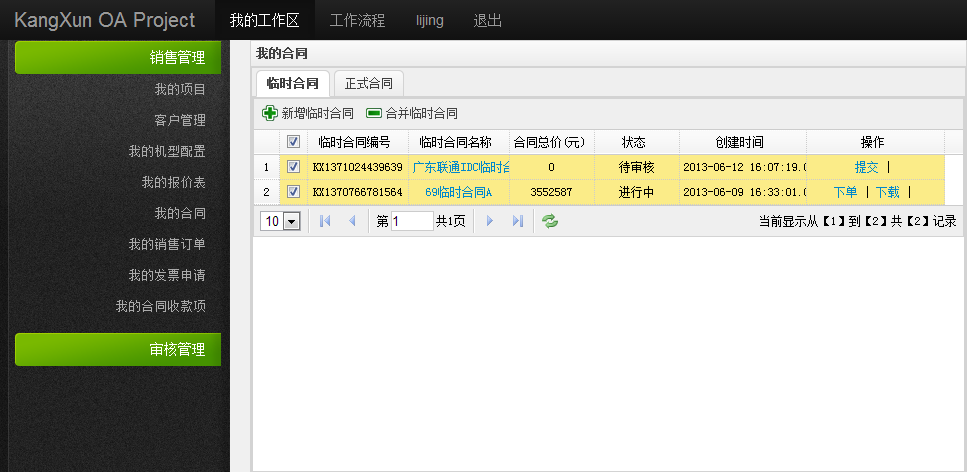 KangXun OA Project 我的工作区 工作流程 lijing 退出
销售管理
我的项目
客户管理
我的机型配置
我的报价表
我的合同
我的销售订单
我的发票申请
我的合同收款项
审核管理
我的合同
临时合同 正式合同
新增临时合同 合并临时合同
临时合同编号 临时合同名称 合同总价(元) 状态 创建时间 操作
1 KX1371024439639 广东联通IDC临时合 0 待审核 2013-06-12 16:07:19.0 提交 |
2 KX1370766781564 69临时合同A 3552587 进行中 2013-06-09 16:33:01.0 下单 | 下载 |
10 第 1 共1页 当前显示从【1】到【2】共【2】记录